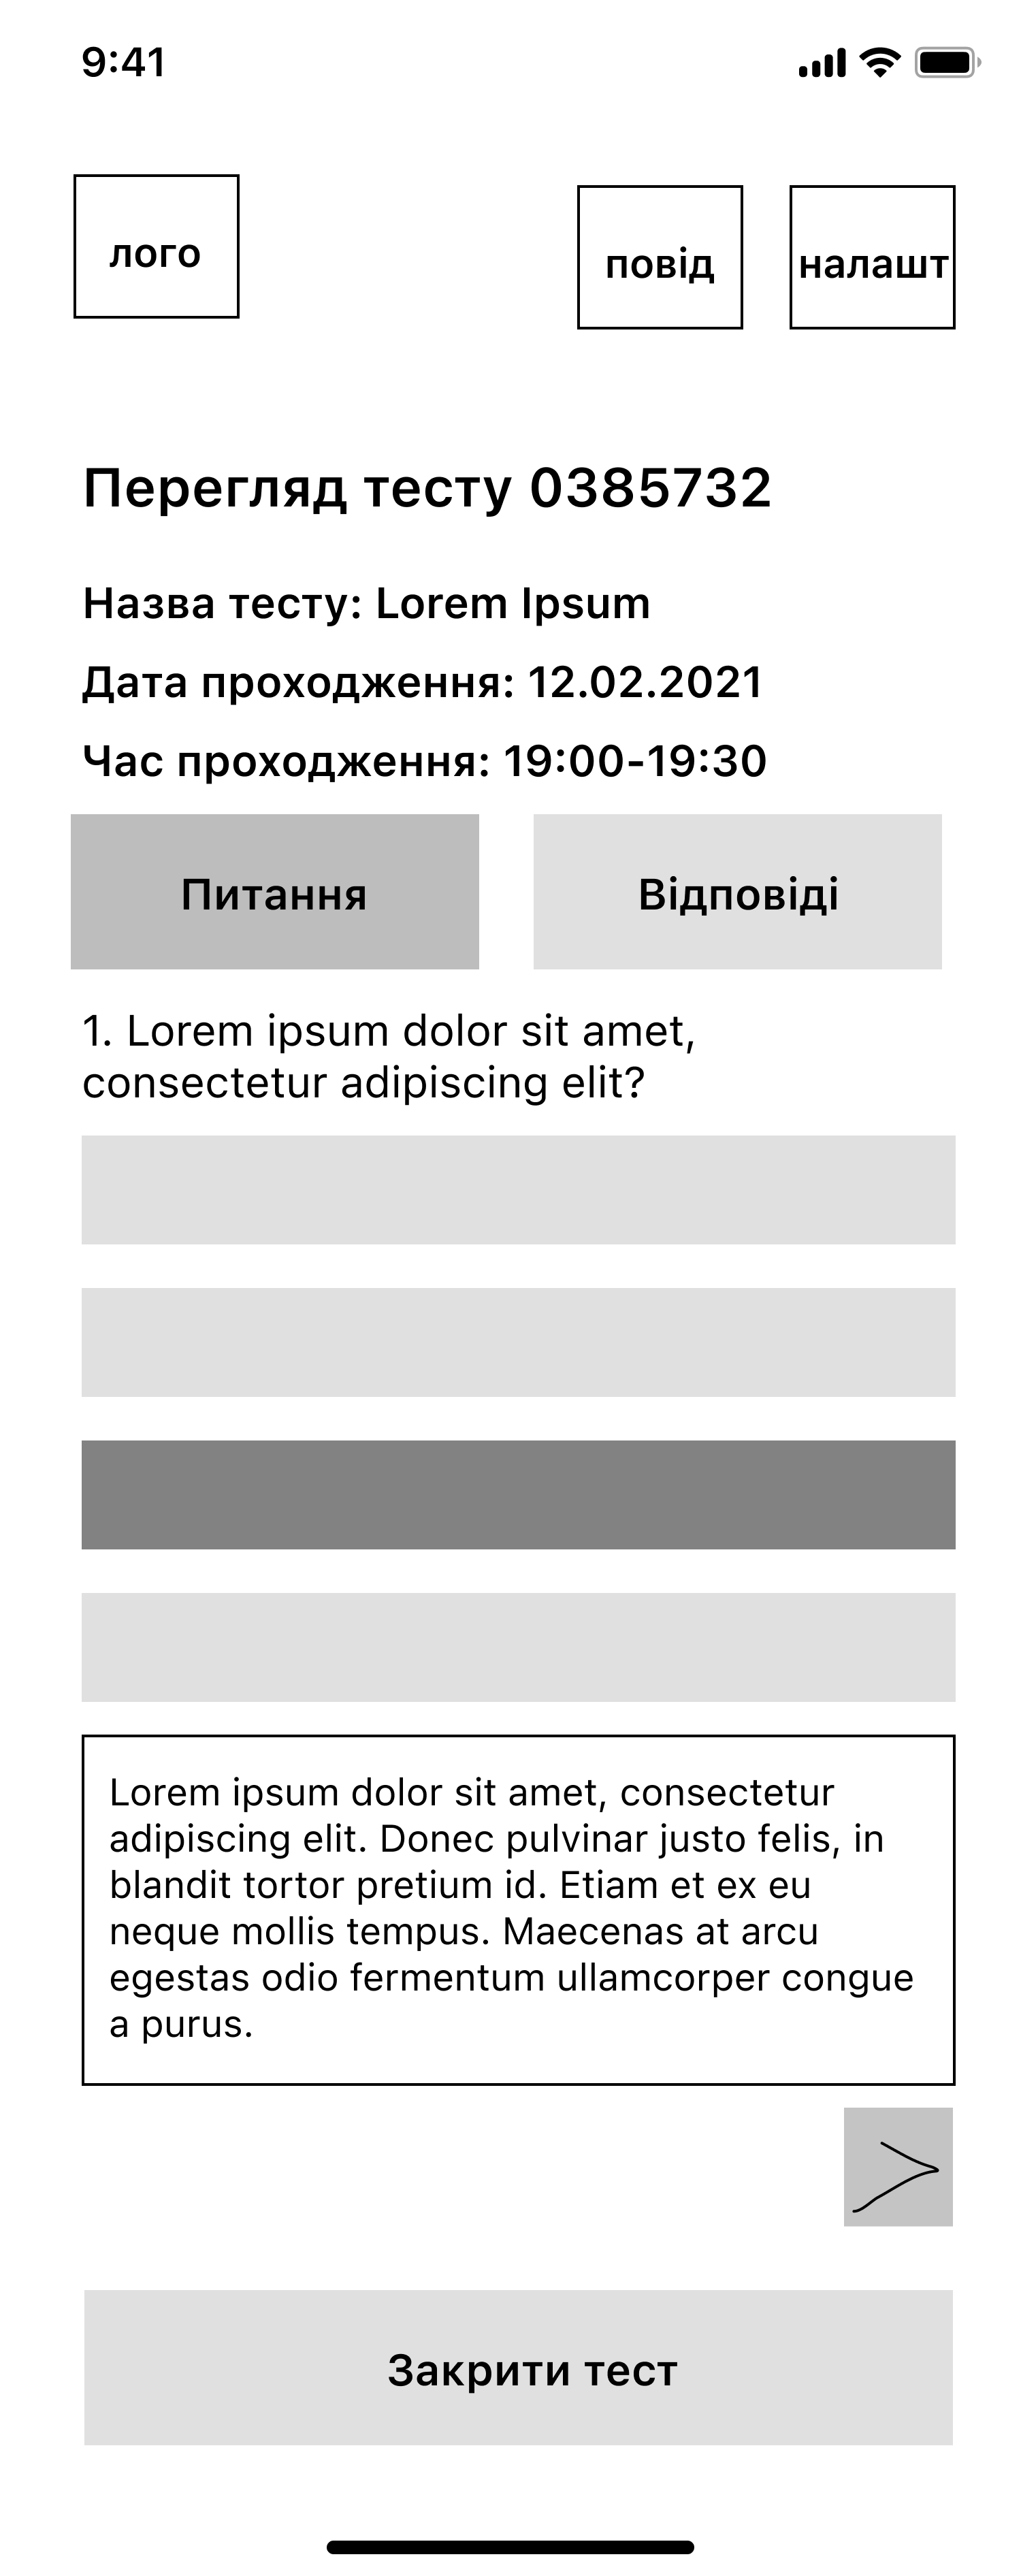 9:41
лого
повід
налашт
Перегляд тесту 0385732
Назва тесту: Lorem Ipsum
Дата проходження: 12.02.2021
Час проходження: 19:00-19:30
Питання
Відповіді
1. Lorem ipsum dolor sit amet,
consectetur adipiscing elit?
Lorem ipsum dolor sit amet, consectetur
adipiscing elit. Donec pulvinar justo felis, in
blandit tortor pretium id. Etiam et ex eu
neque mollis tempus. Maecenas at arcu
egestas odio fermentum ullamcorper congue
a purus.
Закрити тест